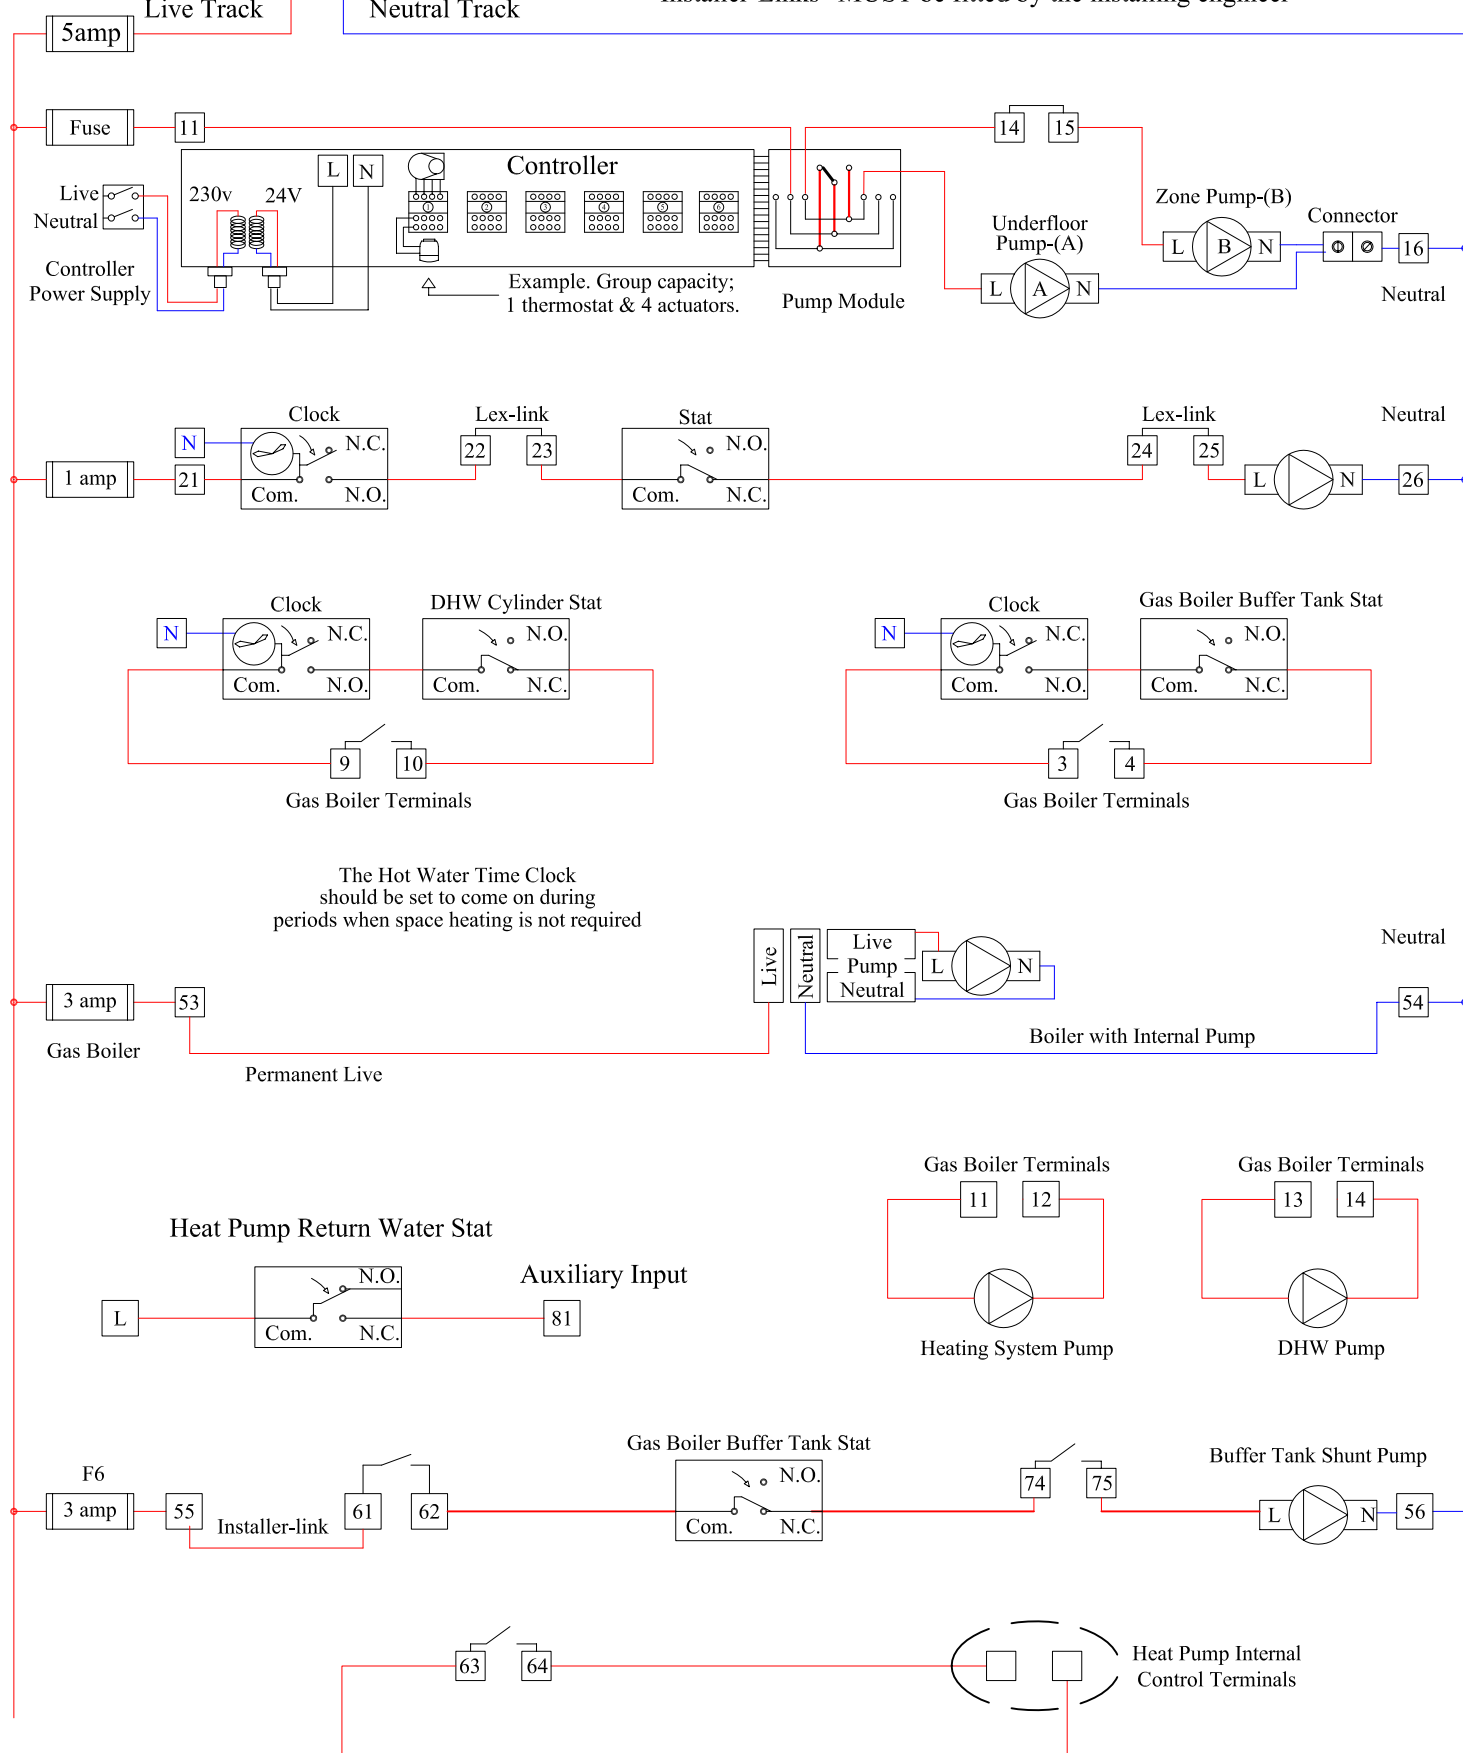 Live Track
Neutral Track
5amp
Fuse
11
14
15
Controller
L
N
230v
24V
Live
Neutral
1
2
3
4
5
6
Controller
Power Supply
Example. Group capacity;
1 thermostat & 4 actuators.
Pump Module
Underfloor
Pump-(A)
L
A
N
Zone Pump-(B)
L
B
N
Connector
16
Neutral
1 amp
N
21
Clock
N.C.
Com.
N.O.
Lex-link
22
23
Stat
N.O.
Com.
N.C.
Lex-link
24
25
L
N
Neutral
26
N
Clock
N.C.
Com.
N.O.
DHW Cylinder Stat
N.O.
Com.
N.C.
9
10
Gas Boiler Terminals
N
Clock
N.C.
Com.
N.O.
Gas Boiler Buffer Tank Stat
N.O.
Com.
N.C.
3
4
Gas Boiler Terminals
The Hot Water Time Clock
should be set to come on during
periods when space heating is not required
3 amp
53
Gas Boiler
Permanent Live
Live
Neutral
Live
Pump
Neutral
L
N
Boiler with Internal Pump
Neutral
54
Gas Boiler Terminals
11
12
Heating System Pump
Gas Boiler Terminals
13
14
DHW Pump
Heat Pump Return Water Stat
L
N.O.
Com.
N.C.
Auxiliary Input
81
F6
3 amp
55
Installer-link
61
62
Gas Boiler Buffer Tank Stat
N.O.
Com.
N.C.
74
75
Buffer Tank Shunt Pump
L
N
56
63
64
Heat Pump Internal
Control Terminals